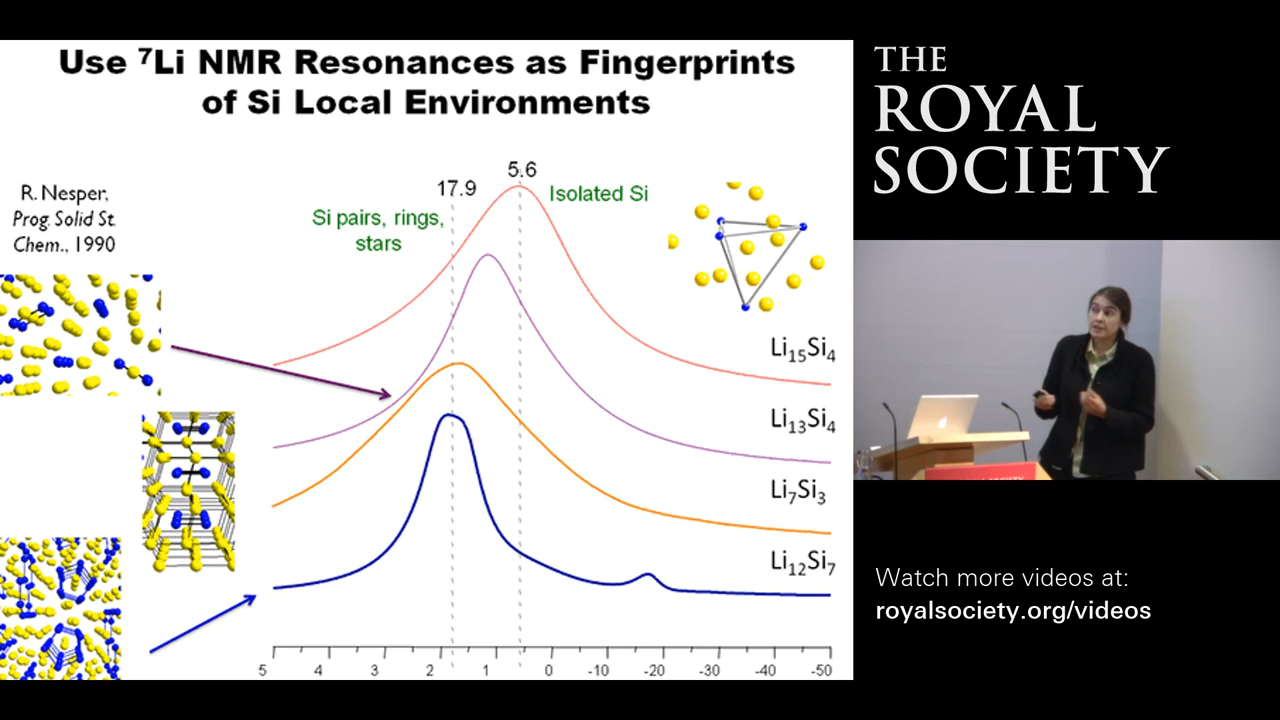 Use ⁷Li NMR Resonances as Fingerprints
of Si Local Environments
R. Nesper,
Prog. Solid St.
Chem., 1990
17.9
5.6
Si pairs, rings,
stars
Isolated Si
Li₁₅Si₄
Li₁₃Si₄
Li₇Si₃
Li₁₂Si₇
5 4 3 2 1 0 -10 -20 -30 -40 -50
THE
ROYAL
SOCIETY
Watch more videos at:
royalsociety.org/videos